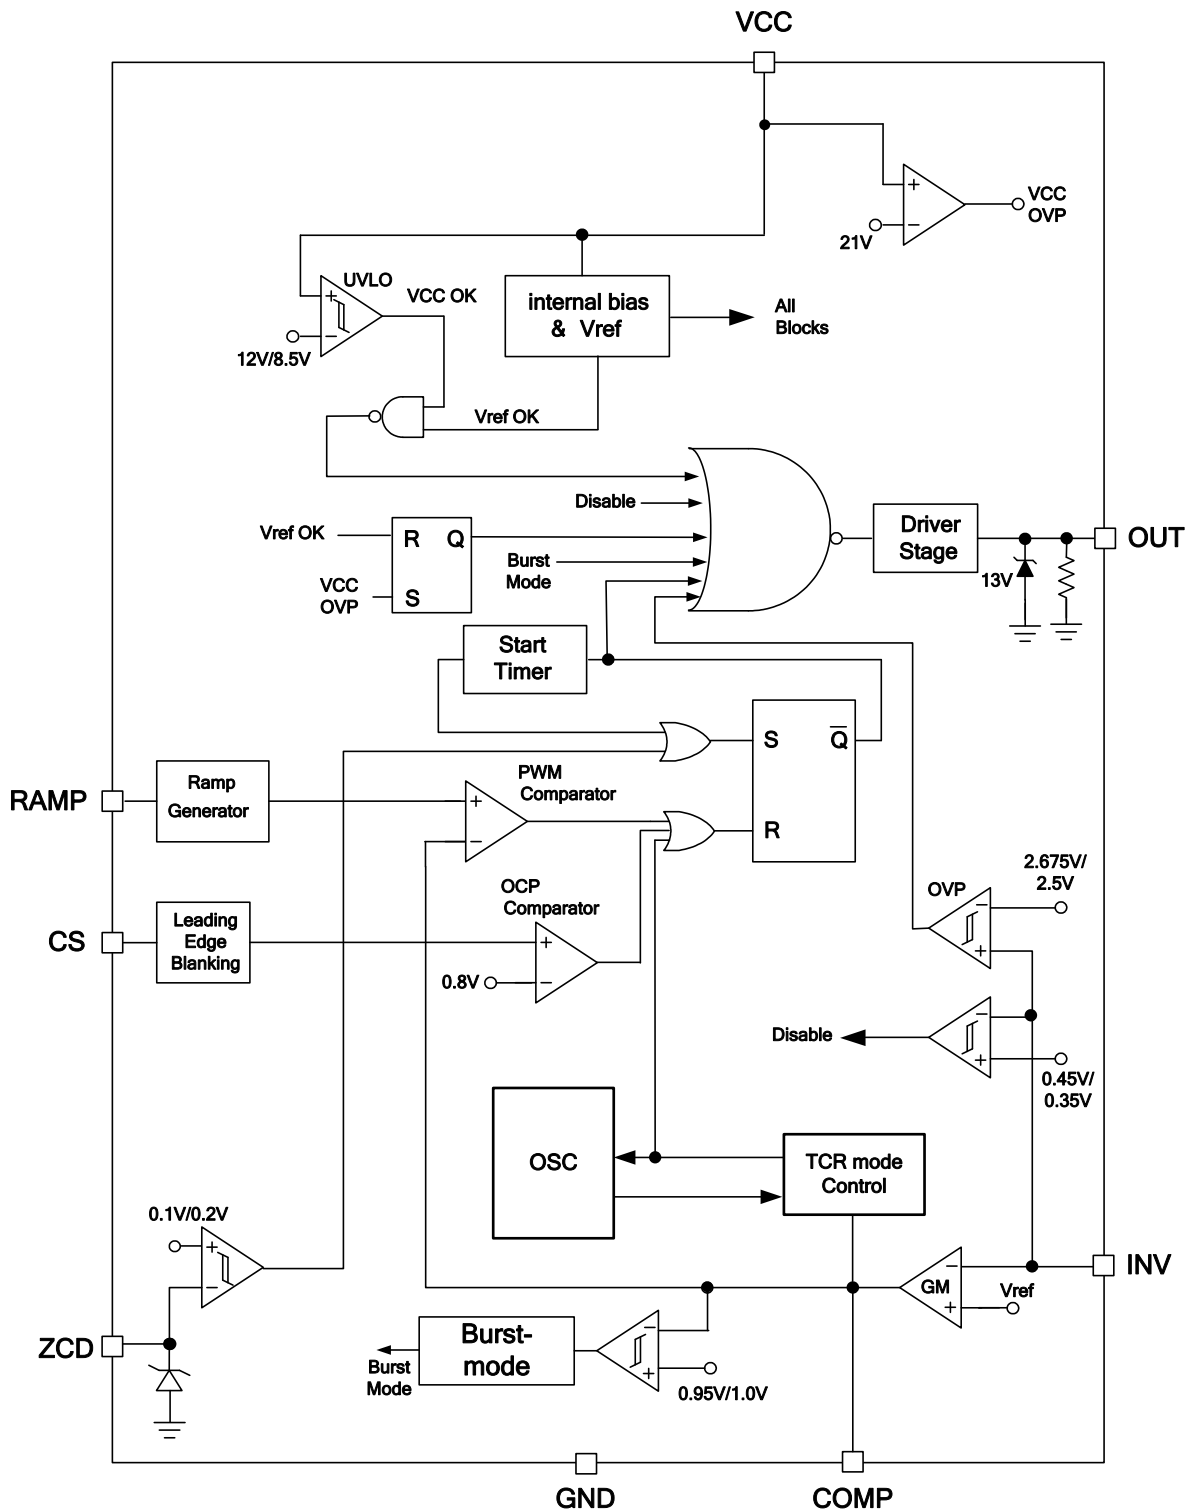 VCC
VCC
OVP
21V
UVLO
VCC OK
+
−
12V/8.5V
internal bias
& Vref
All
Blocks
Vref OK
Disable
Vref OK
R Q
VCC
OVP
S
Burst
Mode
Driver
Stage
OUT
13V
Start
Timer
S Q̅
R
RAMP
Ramp
Generator
PWM
Comparator
+
−
CS
Leading
Edge
Blanking
OCP
Comparator
+
−
0.8V
OVP
2.675V/
2.5V
−
+
Disable
−
+
0.45V/
0.35V
OSC
TCR mode
Control
0.1V/0.2V
+
−
ZCD
GM
−
+
Vref
INV
Burst
Mode
Burst-
mode
−
+
0.95V/1.0V
GND
COMP